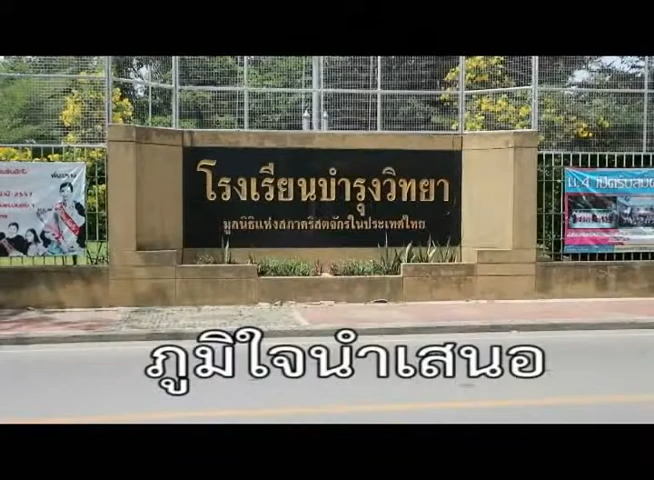 โรงเรียนบำรุงวิทยา
มูลนิธิแห่งสภาคริสตจักรในประเทศไทย
ภูมิใจนำเสนอ